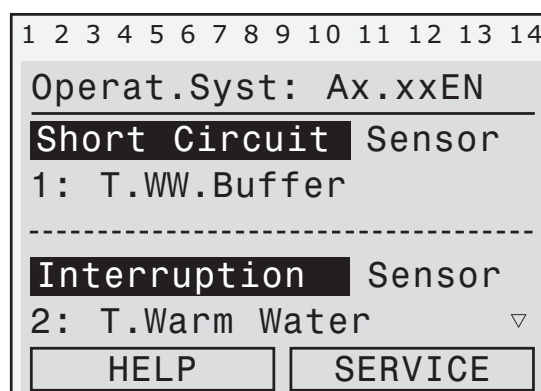 1 2 3 4 5 6 7 8 9 10 11 12 13 14
Operat.Syst: Ax.xxEN
Short Circuit Sensor
1: T.WW.Buffer
Interruption Sensor
2: T.Warm Water ▽
HELP SERVICE